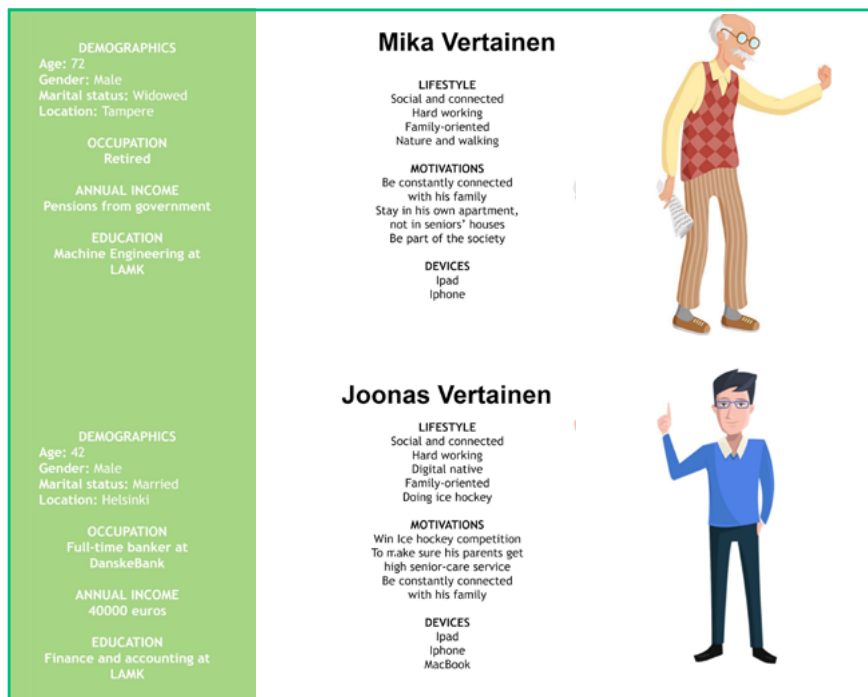 DEMOGRAPHICS
Age: 72
Gender: Male
Marital status: Widowed
Location: Tampere
OCCUPATION
Retired
ANNUAL INCOME
Pensions from government
EDUCATION
Machine Engineering at
LAMK
Mika Vertainen
LIFESTYLE
Social and connected
Hard working
Family-oriented
Nature and walking
MOTIVATIONS
Be constantly connected
with his family
Stay in his own apartment,
not in seniors' houses
Be part of the society
DEVICES
Ipad
Iphone
DEMOGRAPHICS
Age: 42
Gender: Male
Marital status: Married
Location: Helsinki
OCCUPATION
Full-time banker at
DanskeBank
ANNUAL INCOME
40000 euros
EDUCATION
Finance and accounting at
LAMK
Joonas Vertainen
LIFESTYLE
Social and connected
Hard working
Digital native
Family-oriented
Doing ice hockey
MOTIVATIONS
Win Ice hockey competition
To make sure his parents get
high senior-care service
Be constantly connected
with his family
DEVICES
Ipad
Iphone
MacBook